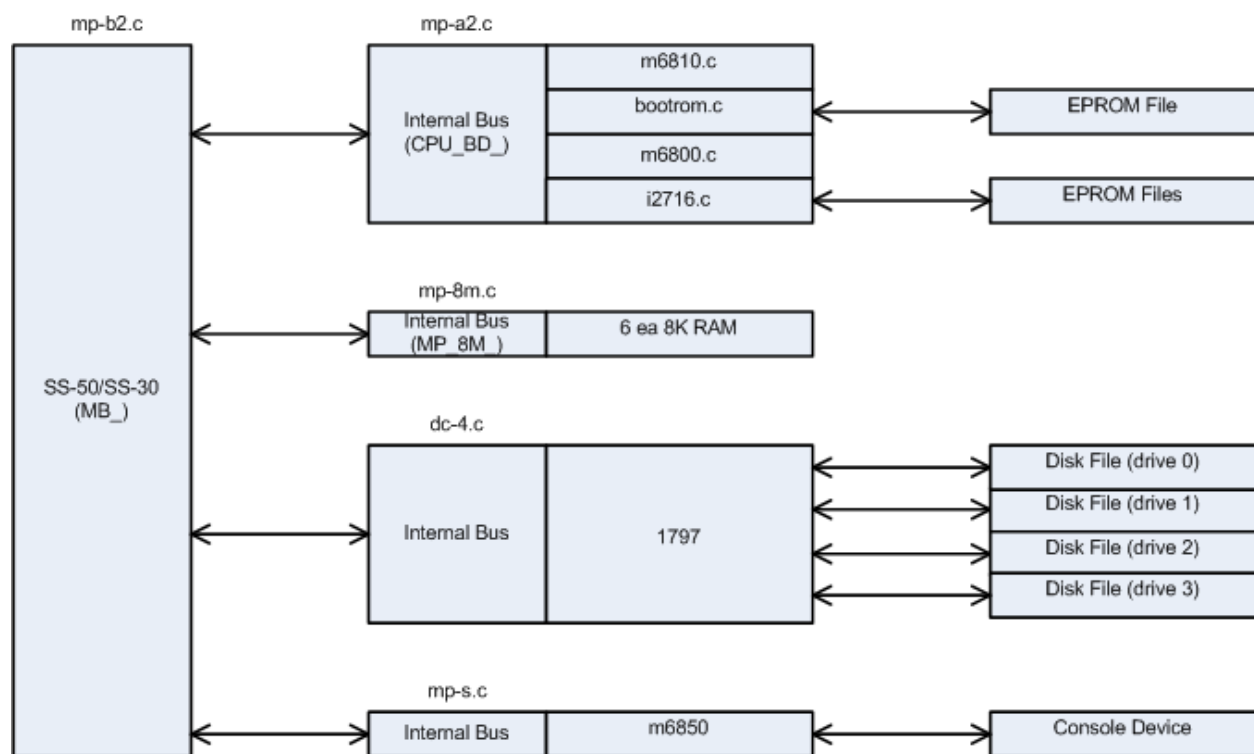 mp-b2.c
mp-a2.c
m6810.c
bootrom.c
EPROM File
Internal Bus
(CPU_BD_)
m6800.c
i2716.c
EPROM Files
mp-8m.c
Internal Bus
(MP_8M_)
6 ea 8K RAM
SS-50/SS-30
(MB_)
dc-4.c
Internal Bus
1797
Disk File (drive 0)
Disk File (drive 1)
Disk File (drive 2)
Disk File (drive 3)
mp-s.c
Internal Bus
m6850
Console Device